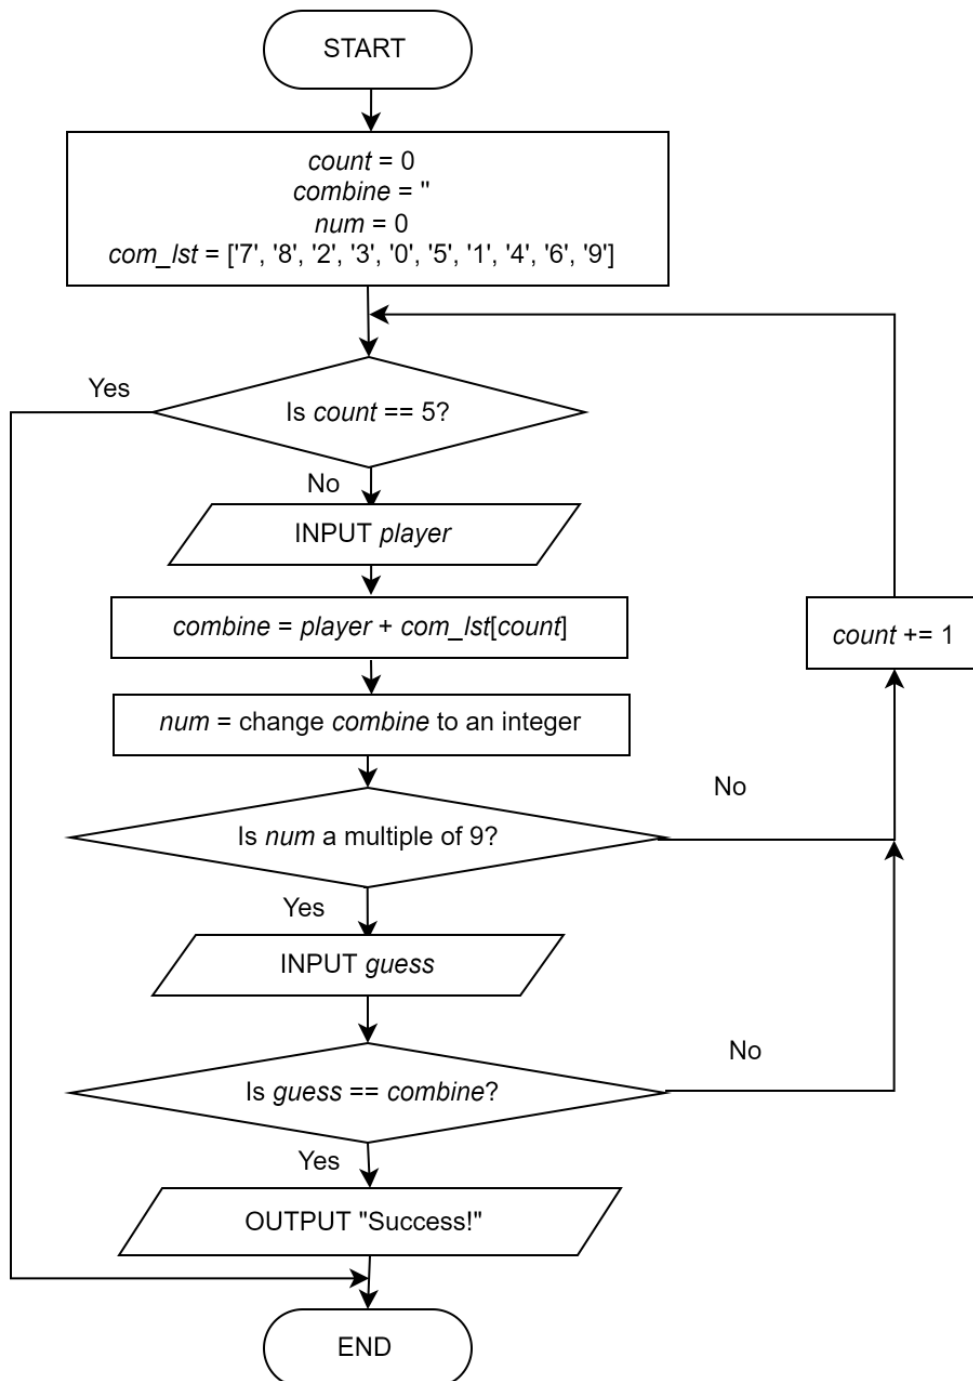 START
count = 0
combine = ''
num = 0
com_lst = ['7', '8', '2', '3', '0', '5', '1', '4', '6', '9']
Yes
Is count == 5?
No
INPUT player
combine = player + com_lst[count]
count += 1
num = change combine to an integer
No
Is num a multiple of 9?
Yes
INPUT guess
No
Is guess == combine?
Yes
OUTPUT "Success!"
END